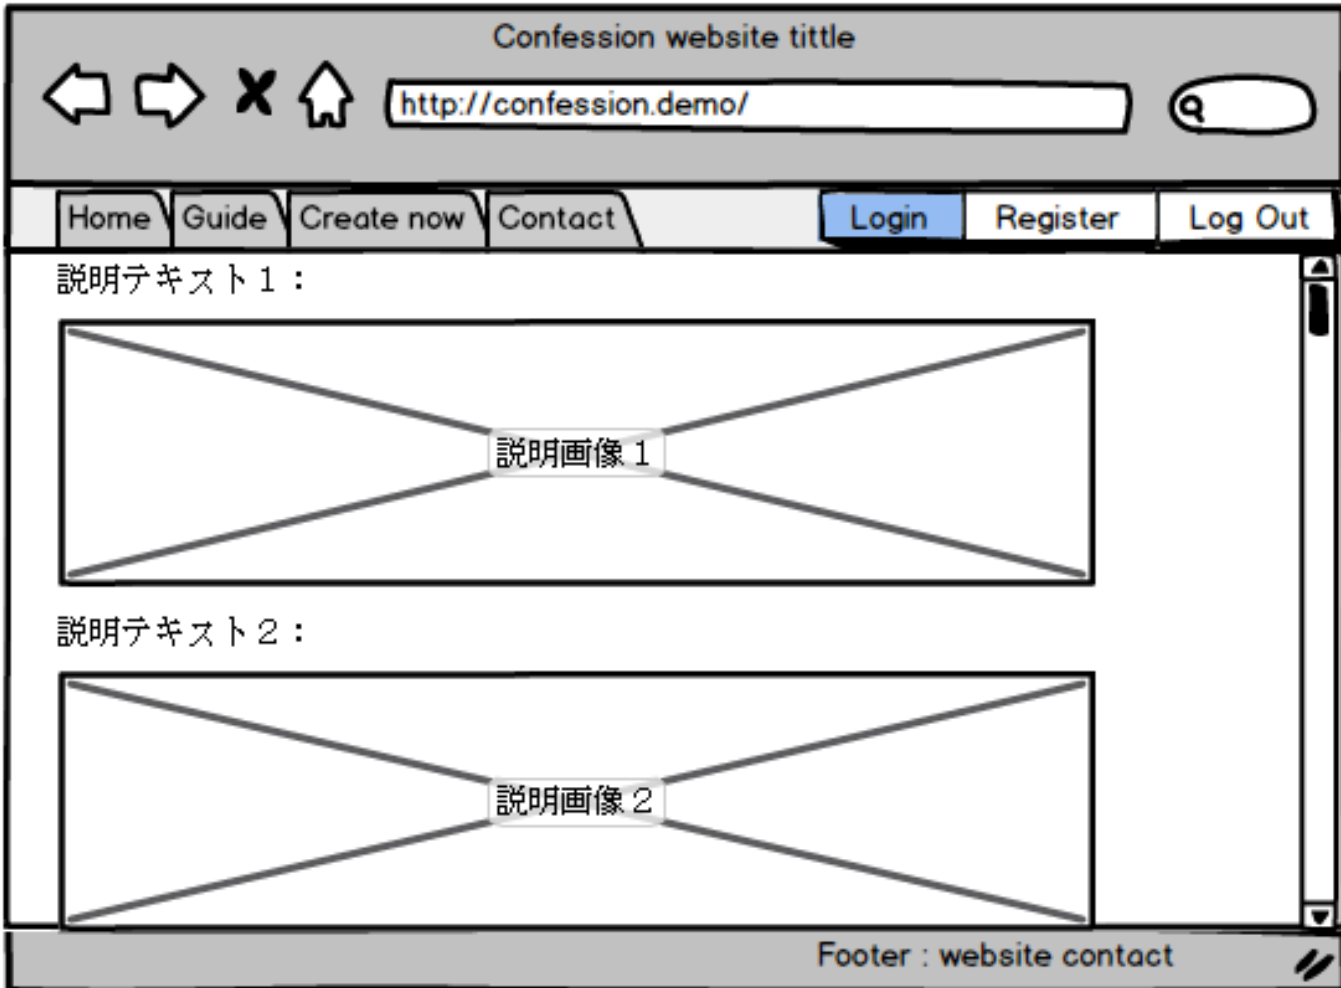 Confession website tittle
http://confession.demo/
Home Guide Create now Contact Login Register Log Out
説明テキスト1：
説明画像1
説明テキスト2：
説明画像2
Footer : website contact